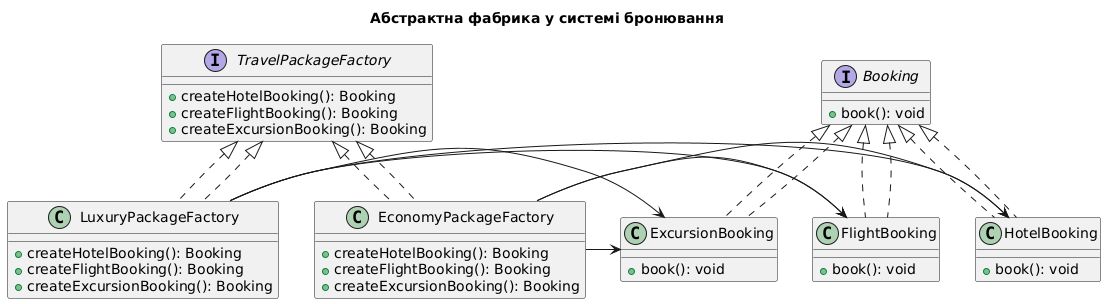 Абстрактна фабрика у системі бронювання
I TravelPackageFactory
createHotelBooking(): Booking
createFlightBooking(): Booking
createExcursionBooking(): Booking
I Booking
book(): void
C LuxuryPackageFactory
createHotelBooking(): Booking
createFlightBooking(): Booking
createExcursionBooking(): Booking
C EconomyPackageFactory
createHotelBooking(): Booking
createFlightBooking(): Booking
createExcursionBooking(): Booking
C ExcursionBooking
book(): void
C FlightBooking
book(): void
C HotelBooking
book(): void